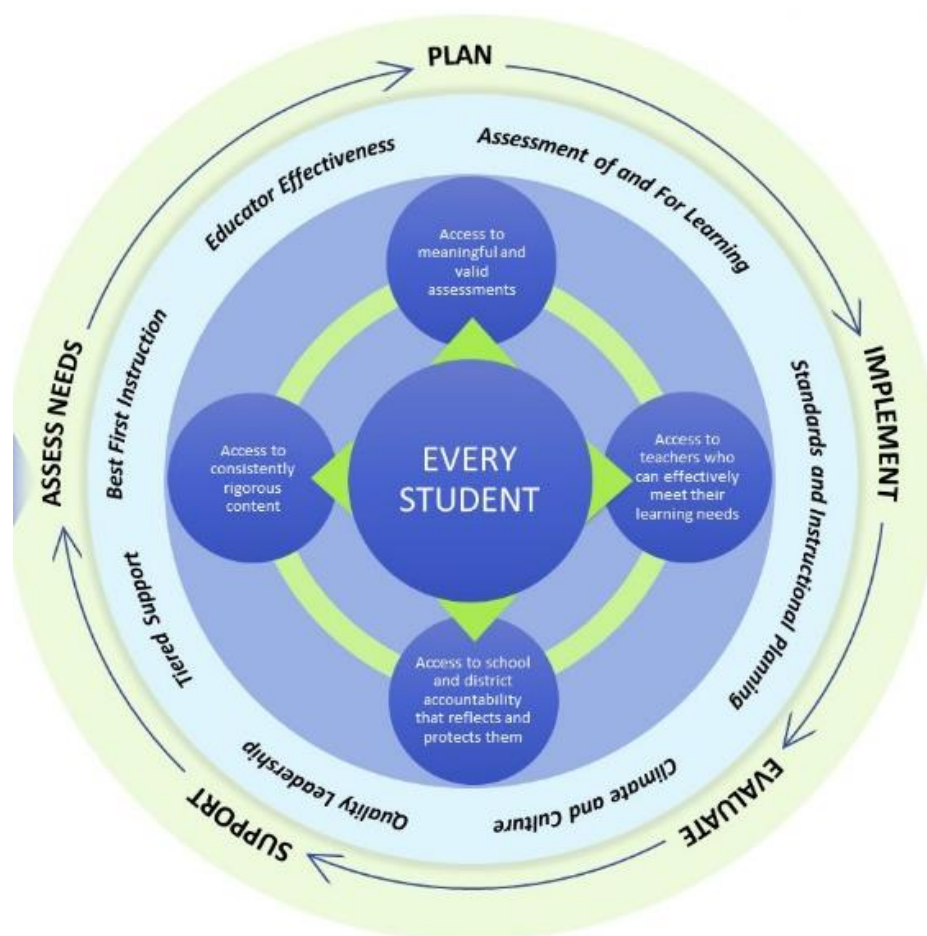 PLAN
IMPLEMENT
EVALUATE
SUPPORT
ASSESS NEEDS
Educator Effectiveness
Assessment of and For Learning
Standards and Instructional Planning
Climate and Culture
Quality Leadership
Tiered Support
Best First Instruction
Access to
meaningful and
valid
assessments
Access to
teachers who
can effectively
meet their
learning needs
Access to school
and district
accountability
that reflects and
protects them
Access to
consistently
rigorous
content
EVERY
STUDENT